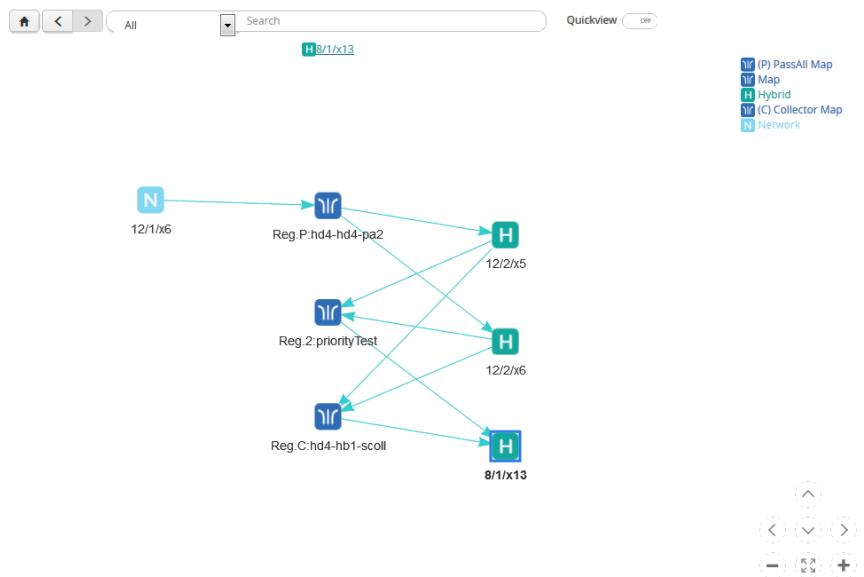 All
Search
Quickview
OFF
H 8/1/x13
(P) PassAll Map
Map
H Hybrid
(C) Collector Map
N Network
N
12/1/x6
Reg.P:hd4-hd4-pa2
H
12/2/x5
Reg.2:priorityTest
H
12/2/x6
Reg.C:hd4-hb1-scoll
H
8/1/x13